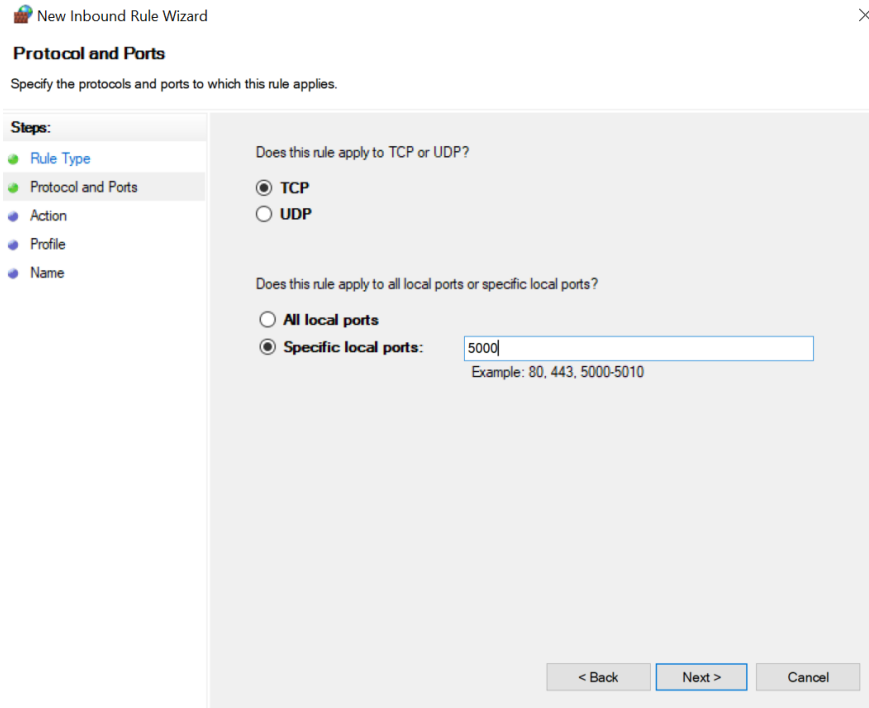 New Inbound Rule Wizard
Protocol and Ports
Specify the protocols and ports to which this rule applies.
Steps:
Rule Type
Protocol and Ports
Action
Profile
Name
Does this rule apply to TCP or UDP?
TCP
UDP
Does this rule apply to all local ports or specific local ports?
All local ports
Specific local ports: 5000
Example: 80, 443, 5000-5010
< Back Next > Cancel